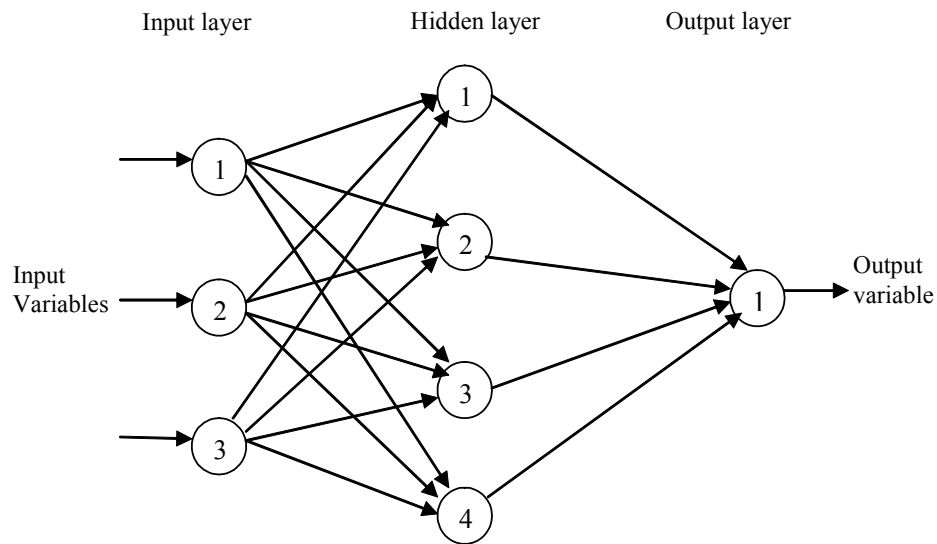 Input layer
Hidden layer
Output layer
1
1
2
Input
Variables
2
3
3
4
1
Output
variable